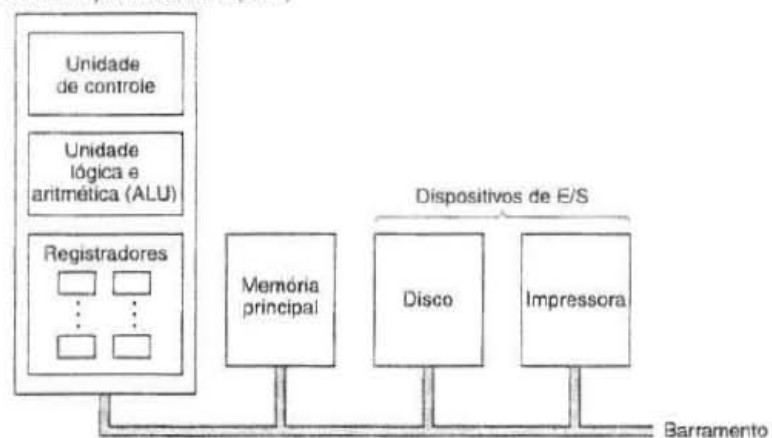 Unidade
de controle
Unidade
lógica e
aritmética (ALU)
Registradores
Dispositivos de E/S
Memória
principal
Disco
Impressora
Barramento